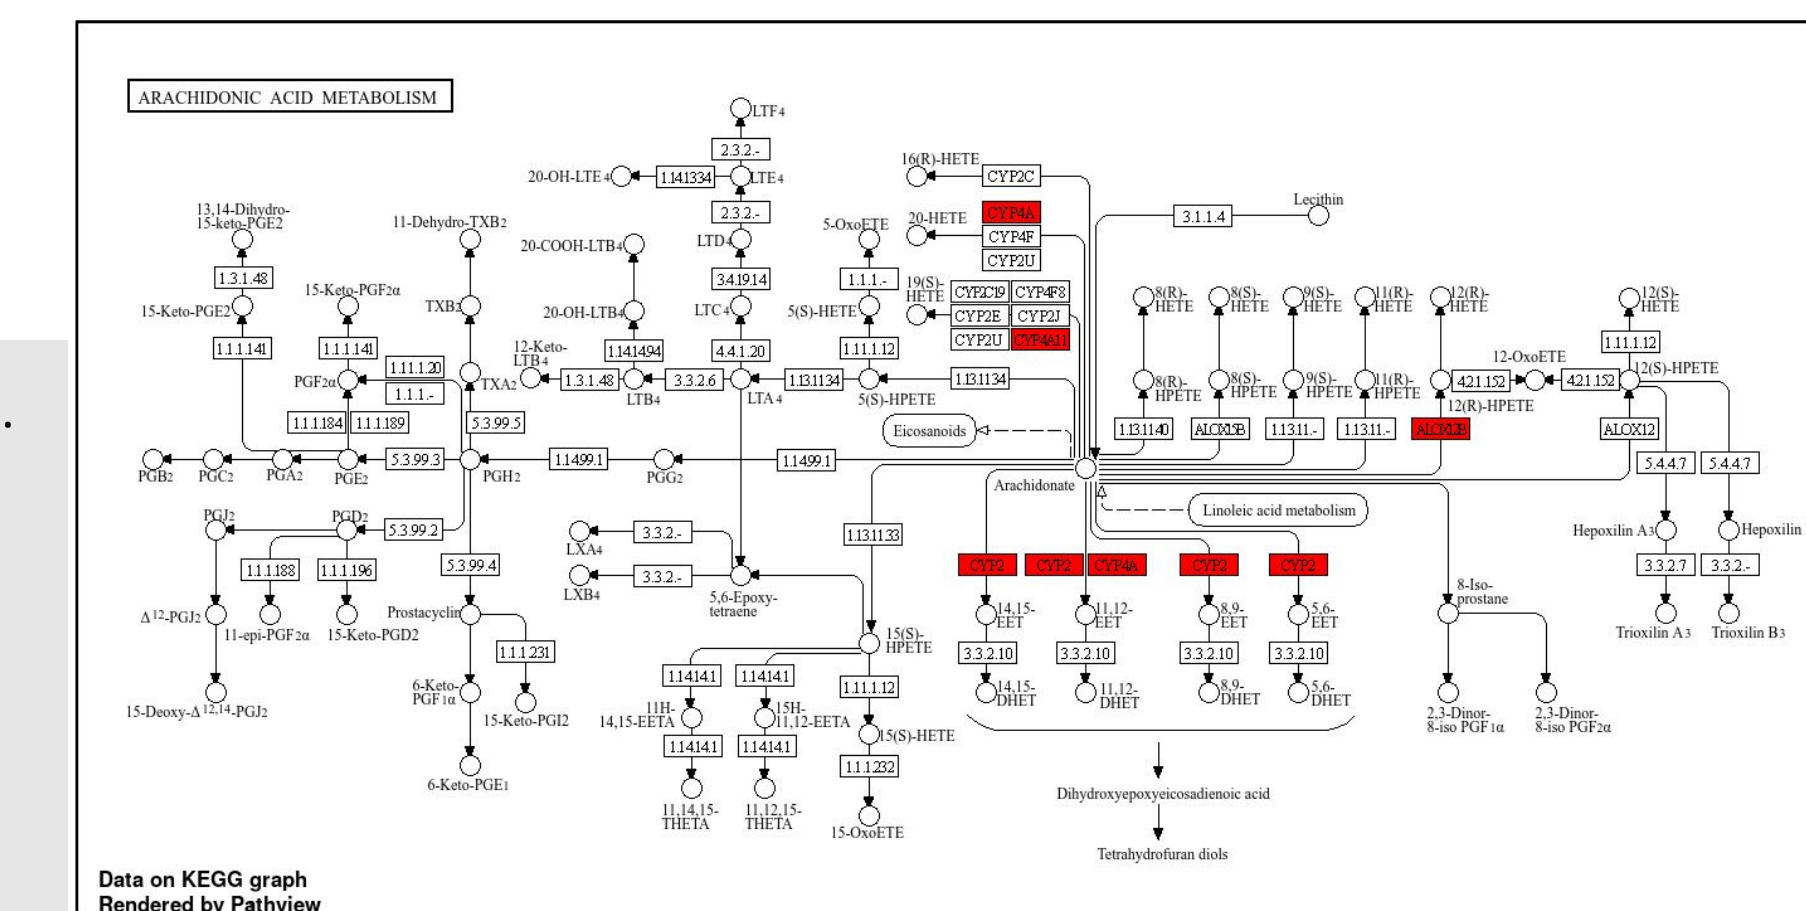 ARACHIDONIC ACID METABOLISM
LTF4
2.3.2.-
20-OH-LTE4
1.14.13.34
LTE4
2.3.2.-
LTD4
3.4.19.14
LTC4
4.4.1.20
16(R)-HETE
CYP2C
20-HETE
CYP4A
CYP4F
CYP2U
19(S)-
HETE
CYP2C19
CYP4F8
CYP2E
CYP2J
CYP2U
CYP4A11
Lecithin
3.1.1.4
13,14-Dihydro-
15-keto-PGE2
1.3.1.48
15-Keto-PGE2
1.1.1.141
15-Keto-PGF2α
1.1.1.141
PGF2α
1.11.1.20
1.1.1.-
1.1.1.184
1.1.1.189
11-Dehydro-TXB2
TXB2
TXA2
5.3.99.5
20-COOH-LTB4
20-OH-LTB4
1.14.14.94
12-Keto-
LTB4
1.3.1.48
LTB4
3.3.2.6
LTA4
1.13.11.34
5-OxoETE
1.1.1.-
5(S)-HETE
1.11.1.12
5(S)-HPETE
1.13.11.34
Eicosanoids
8(R)-
HETE
8(S)-
HETE
9(S)-
HETE
11(R)-
HETE
12(R)-
HETE
12(S)-
HETE
1.11.1.12
8(R)-
HPETE
8(S)-
HPETE
9(S)-
HPETE
11(R)-
HPETE
12-OxoETE
4.2.1.152
4.2.1.152
12(S)-HPETE
12(R)-HPETE
1.13.11.40
ALOX15B
1.13.11.-
1.13.11.-
ALOX12B
ALOX12
5.4.4.7
5.4.4.7
PGB2
PGC2
PGA2
PGE2
5.3.99.3
PGH2
1.14.99.1
PGG2
1.14.99.1
Arachidonate
Linoleic acid metabolism
PGJ2
PGD2
5.3.99.2
1.1.1.188
1.1.1.196
5.3.99.4
Δ12-PGJ2
11-epi-PGF2α
15-Keto-PGD2
Prostacyclin
1.1.1.231
15-Deoxy-Δ12,14-PGJ2
6-Keto-
PGF1α
15-Keto-PGI2
6-Keto-PGE1
LXA4
3.3.2.-
LXB4
3.3.2.-
5,6-Epoxy-
tetraene
1.13.11.33
15(S)-
HPETE
1.14.14.1
1.14.14.1
1.11.1.12
11H-
14,15-EETA
15H-
11,12-EETA
15(S)-HETE
1.14.14.1
1.14.14.1
1.1.1.232
11,14,15-
THETA
11,12,15-
THETA
15-OxoETE
CYP2
CYP2
CYP4A
CYP2
CYP2
14,15-
EET
11,12-
EET
8,9-
EET
5,6-
EET
3.3.2.10
3.3.2.10
3.3.2.10
3.3.2.10
14,15-
DHET
11,12-
DHET
8,9-
DHET
5,6-
DHET
Dihydroxyepoxyeicosadienoic acid
Tetrahydrofuran diols
8-Iso-
prostane
2,3-Dinor-
8-iso PGF1α
2,3-Dinor-
8-iso PGF2α
Hepoxilin A3
Hepoxilin
3.3.2.7
3.3.2.-
Trioxilin A3
Trioxilin B3
Data on KEGG graph
Rendered by Pathview